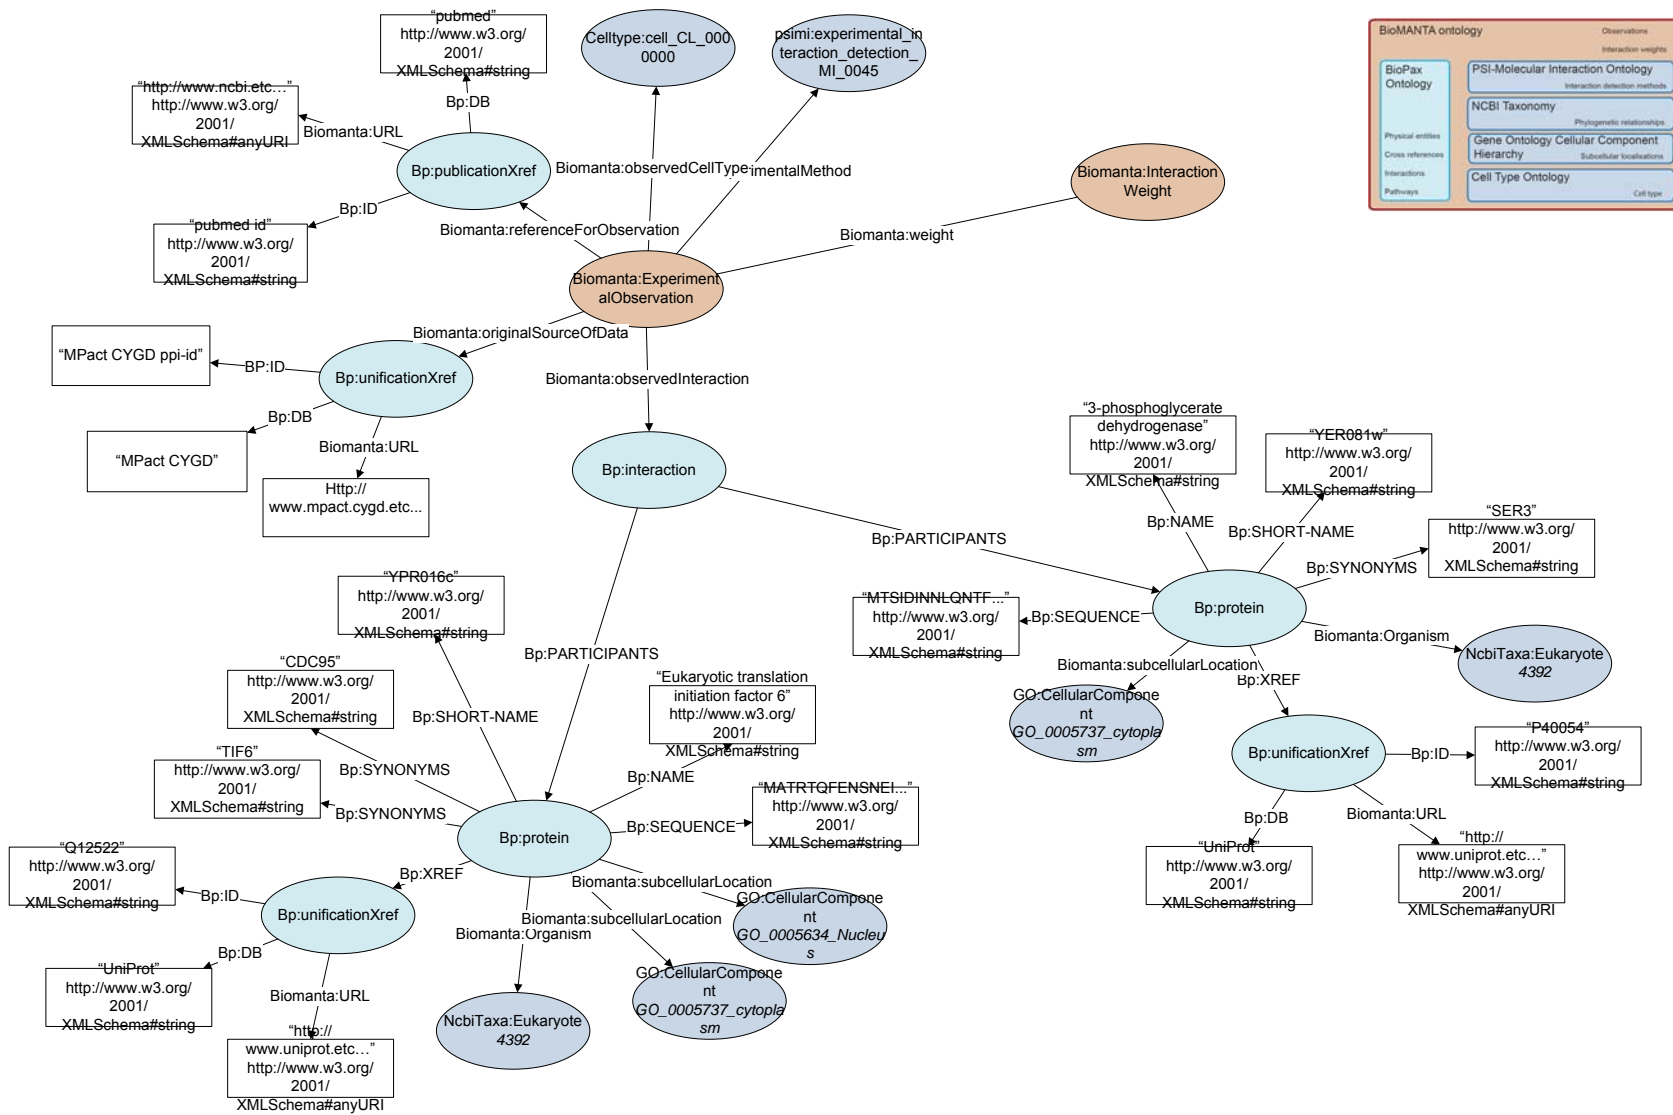 “pubmed”
http://www.w3.org/
2001/
XMLSchema#string
Bp:DB
“http://www.ncbi.etc…”
http://www.w3.org/
2001/
XMLSchema#anyURI
Biomanta:URL
Bp:publicationXref
Bp:ID
“pubmed id”
http://www.w3.org/
2001/
XMLSchema#string
Celltype:cell_CL_000
0000
psimi:experimental_in
teraction_detection_
MI_0045
Biomanta:observedCellType
imentalMethod
Biomanta:referenceForObservation
Biomanta:Interaction
Weight
Biomanta:weight
Biomanta:Experiment
alObservation
BioMANTA ontology
Observations
Interaction weights
BioPax
Ontology
Physical entities
Cross references
Interactions
Pathways
PSI-Molecular Interaction Ontology
Interaction detection methods
NCBI Taxonomy
Phylogenetic relationships
Gene Ontology Cellular Component
Hierarchy
Subcellular localisations
Cell Type Ontology
Cell type
Biomanta:originalSourceOfData
“MPact CYGD ppi-id”
BP:ID
Bp:unificationXref
Bp:DB
“MPact CYGD”
Biomanta:URL
Http://
www.mpact.cygd.etc...
Biomanta:observedInteraction
Bp:interaction
Bp:PARTICIPANTS
Bp:PARTICIPANTS
“3-phosphoglycerate
dehydrogenase”
http://www.w3.org/
2001/
XMLSchema#string
Bp:NAME
“YER081w”
http://www.w3.org/
2001/
XMLSchema#string
Bp:SHORT-NAME
“SER3”
http://www.w3.org/
2001/
XMLSchema#string
Bp:SYNONYMS
“MTSIDINNLQNTF...”
http://www.w3.org/
2001/
XMLSchema#string
Bp:SEQUENCE
Bp:protein
Biomanta:Organism
NcbiTaxa:Eukaryote
4392
Biomanta:subcellularLocation
GO:CellularCompone
nt
GO_0005737_cytopla
sm
Bp:XREF
Bp:unificationXref
Bp:ID
“P40054”
http://www.w3.org/
2001/
XMLSchema#string
Bp:DB
“UniProt”
http://www.w3.org/
2001/
XMLSchema#string
Biomanta:URL
“http://
www.uniprot.etc…”
http://www.w3.org/
2001/
XMLSchema#anyURI
“YPR016c”
http://www.w3.org/
2001/
XMLSchema#string
Bp:SHORT-NAME
“CDC95”
http://www.w3.org/
2001/
XMLSchema#string
Bp:SYNONYMS
“TIF6”
http://www.w3.org/
2001/
XMLSchema#string
Bp:SYNONYMS
“Eukaryotic translation
initiation factor 6”
http://www.w3.org/
2001/
XMLSchema#string
Bp:NAME
“MATRTQFENSNEI...”
http://www.w3.org/
2001/
XMLSchema#string
Bp:SEQUENCE
Bp:protein
Bp:XREF
“Q12522”
http://www.w3.org/
2001/
XMLSchema#string
Bp:ID
Bp:unificationXref
Bp:DB
“UniProt”
http://www.w3.org/
2001/
XMLSchema#string
Biomanta:URL
“http://
www.uniprot.etc…”
http://www.w3.org/
2001/
XMLSchema#anyURI
Biomanta:Organism
NcbiTaxa:Eukaryote
4392
Biomanta:subcellularLocation
GO:CellularCompone
nt
GO_0005737_cytopla
sm
Biomanta:subcellularLocation
GO:CellularCompone
nt
GO_0005634_Nucleu
s